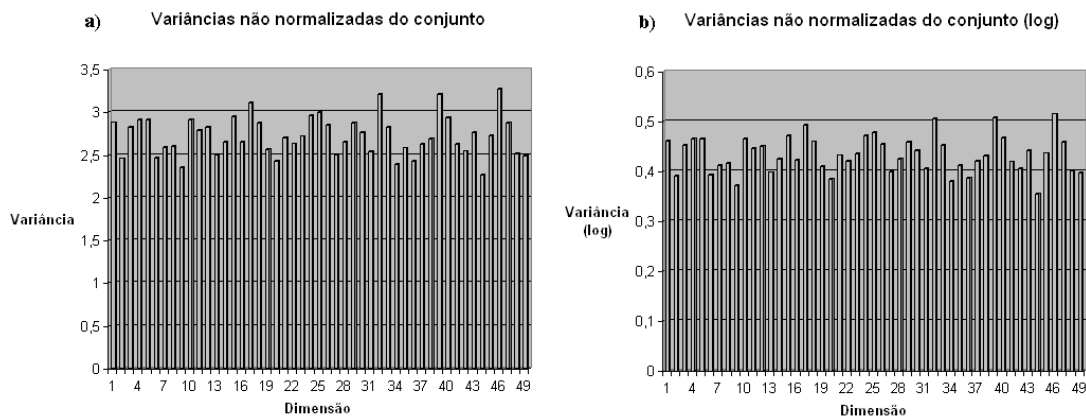 a) Variâncias não normalizadas do conjunto
3,5
3
2,5
2
1,5
1
0,5
0
Variância
1 4 7 10 13 16 19 22 25 28 31 34 37 40 43 46 49
Dimensão
b) Variâncias não normalizadas do conjunto (log)
0,6
0,5
0,4
0,3
0,2
0,1
0
Variância
(log)
1 4 7 10 13 16 19 22 25 28 31 34 37 40 43 46 49
Dimensão